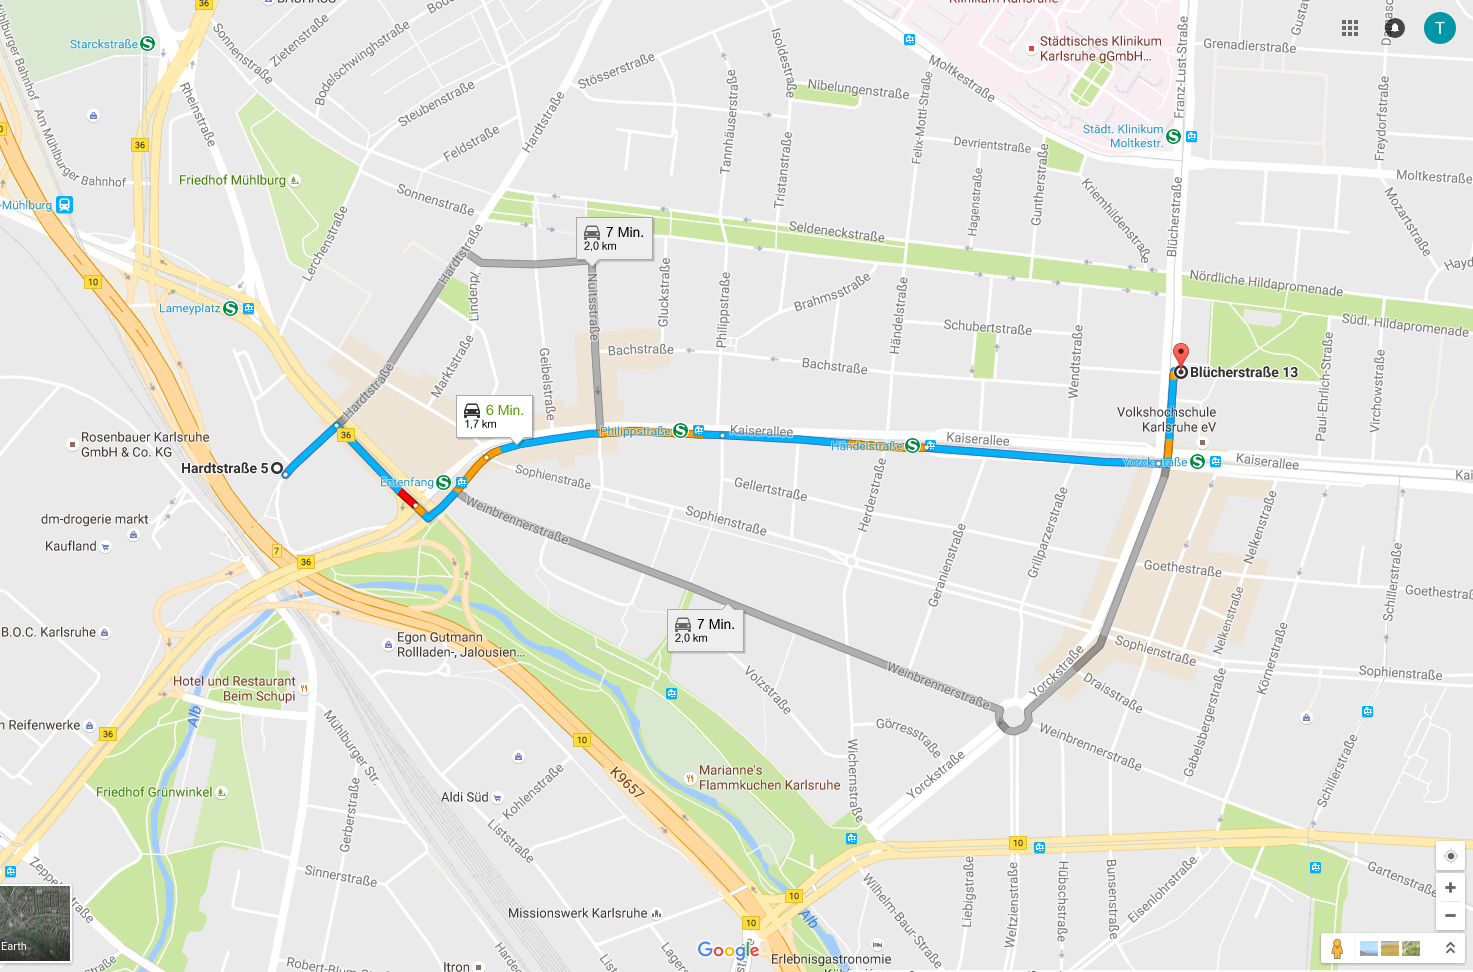 36
BAUHAUS
Klinikum Karlsruhe
Starckstraße
Sonnenstraße
Zietenstraße
Bodelschwinghstraße
Rheinstraße
Isoldestraße
Stösserstraße
Städtisches Klinikum
Karlsruhe gGmbH...
Franz-Lust-Straße
Grenadierstraße
T
Am Mühlburger Bahnhof
Steubenstraße
Feldstraße
Hardtstraße
Tannhäuserstraße
Nibelungenstraße
Moltkestraße
Felix-Mottl-Straße
Devrientstraße
Städt. Klinikum
Moltkestr.
Freydorfstraße
36
Friedhof Mühlburg
Sonnenstraße
Lerchenstraße
Tristanstraße
Hagenstraße
Guntherstraße
Kriemhildenstraße
Blücherstraße
Moltkestraße
Mozartstraße
-Mühlburg
7 Min.
2,0 km
Seldeneckstraße
Nördliche Hildapromenade
Südl. Hildapromenade
Haydn
10
Lameyplatz
Hardtstraße
Lindenpl.
Nuitsstraße
Gluckstraße
Philippstraße
Brahmsstraße
Händelstraße
Schubertstraße
Wendtstraße
Bachstraße
Bachstraße
Marktstraße
Geibelstraße
Hardtstraße
Blücherstraße 13
Paul-Ehrlich-Straße
Virchowstraße
6 Min.
1,7 km
Volkshochschule
Karlsruhe eV
Rosenbauer Karlsruhe
GmbH & Co. KG
36
Philippstraße
Kaiserallee
Händelstraße
Kaiserallee
Yorckstraße
Kaiserallee
Kai
Hardtstraße 5
Entenfang
Sophienstraße
Gellertstraße
Herderstraße
Weinbrennerstraße
Sophienstraße
Grillparzerstraße
Geranienstraße
Nelkenstraße
Goethestraße
Goethestraße
Schillerstraße
dm-drogerie markt
Kaufland
7
36
B.O.C. Karlsruhe
Egon Gutmann
Rollladen-, Jalousien...
7 Min.
2,0 km
Nelkenstraße
Sophienstraße
Sophienstraße
Körnerstraße
Hotel und Restaurant
Beim Schupi
Alb
Volzstraße
Weinbrennerstraße
Yorckstraße
Draisstraße
Gabelsbergerstraße
n Reifenwerke
36
Mühlburger Str.
10
Görresstraße
Weinbrennerstraße
Wichernstraße
Yorckstraße
Schillerstraße
K9657
Marianne's
Flammkuchen Karlsruhe
Friedhof Grünwinkel
Gerberstraße
Aldi Süd
Kohlenstraße
Liststraße
10
Zeppelinstraße
Sinnerstraße
Wilhelm-Baur-Straße
Liebigstraße
Weltzienstraße
Hübschstraße
Bunsenstraße
Eisenlohrstraße
Gartenstraße
10
10
Alb
Missionswerk Karlsruhe
Earth
Google
Erlebnisgastronomie
Itron
Robert-Blum-Straße